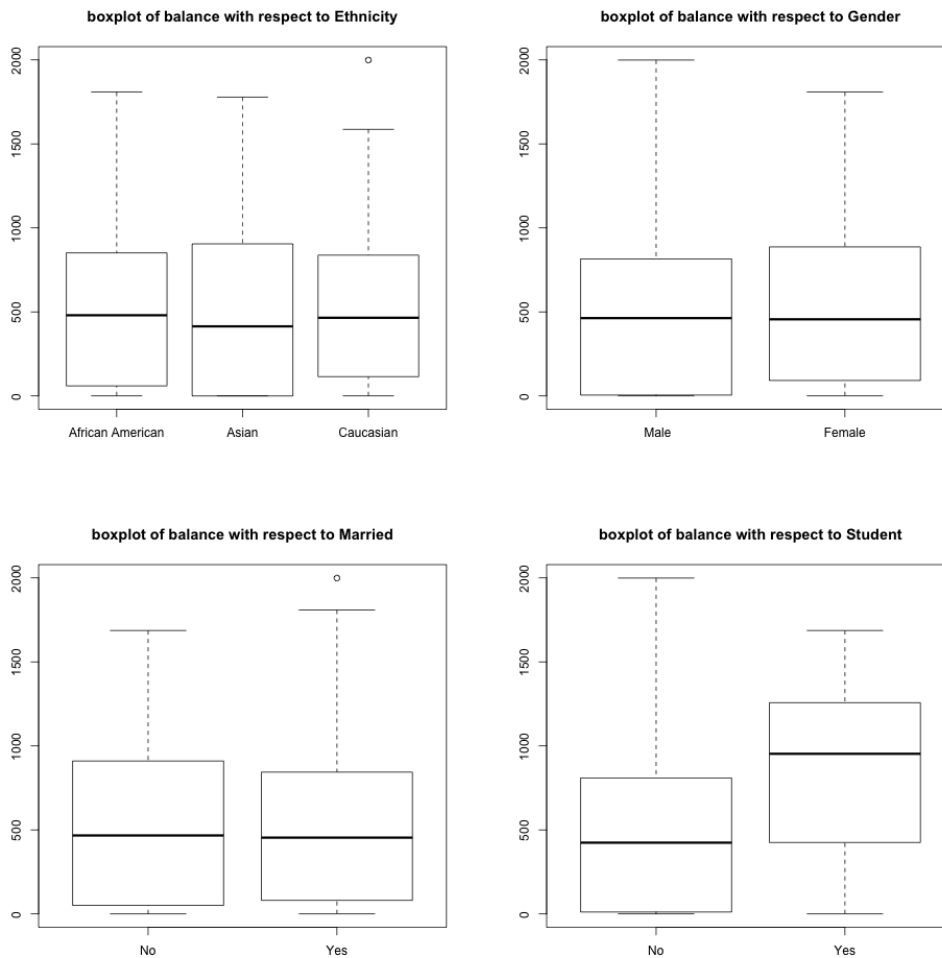 boxplot of balance with respect to Ethnicity
2000
1500
1000
500
0
African American Asian Caucasian
boxplot of balance with respect to Gender
2000
1500
1000
500
0
Male Female
boxplot of balance with respect to Married
2000
1500
1000
500
0
No Yes
boxplot of balance with respect to Student
2000
1500
1000
500
0
No Yes